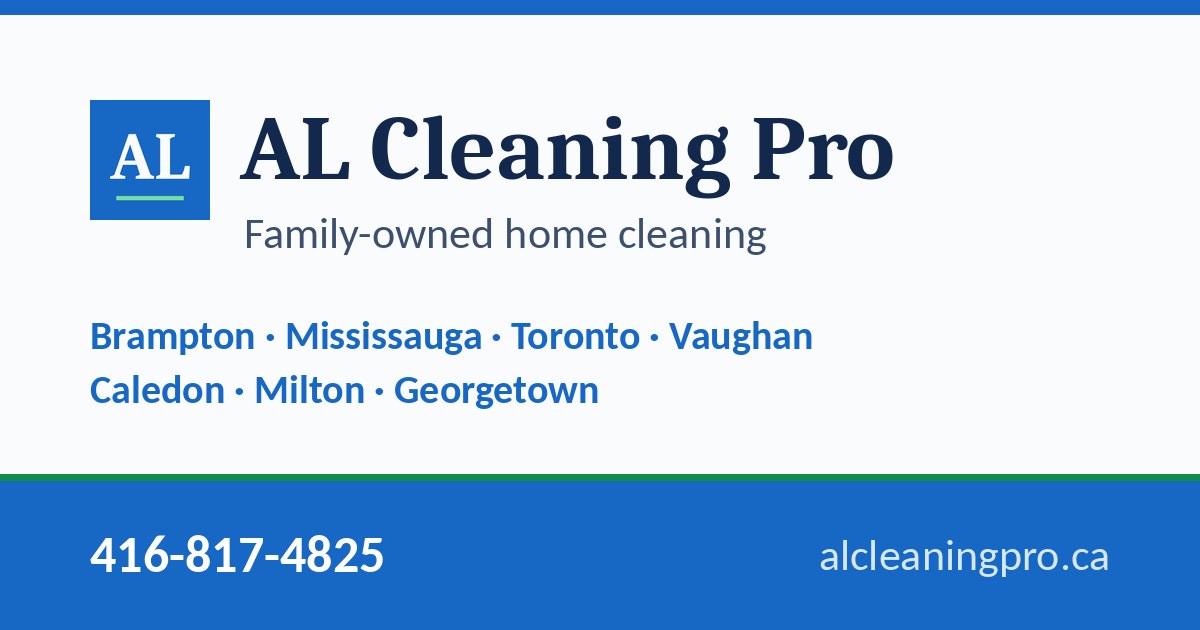 AL
AL Cleaning Pro
Family-owned home cleaning
Brampton · Mississauga · Toronto · Vaughan
Caledon · Milton · Georgetown
416-817-4825
alcleaningpro.ca